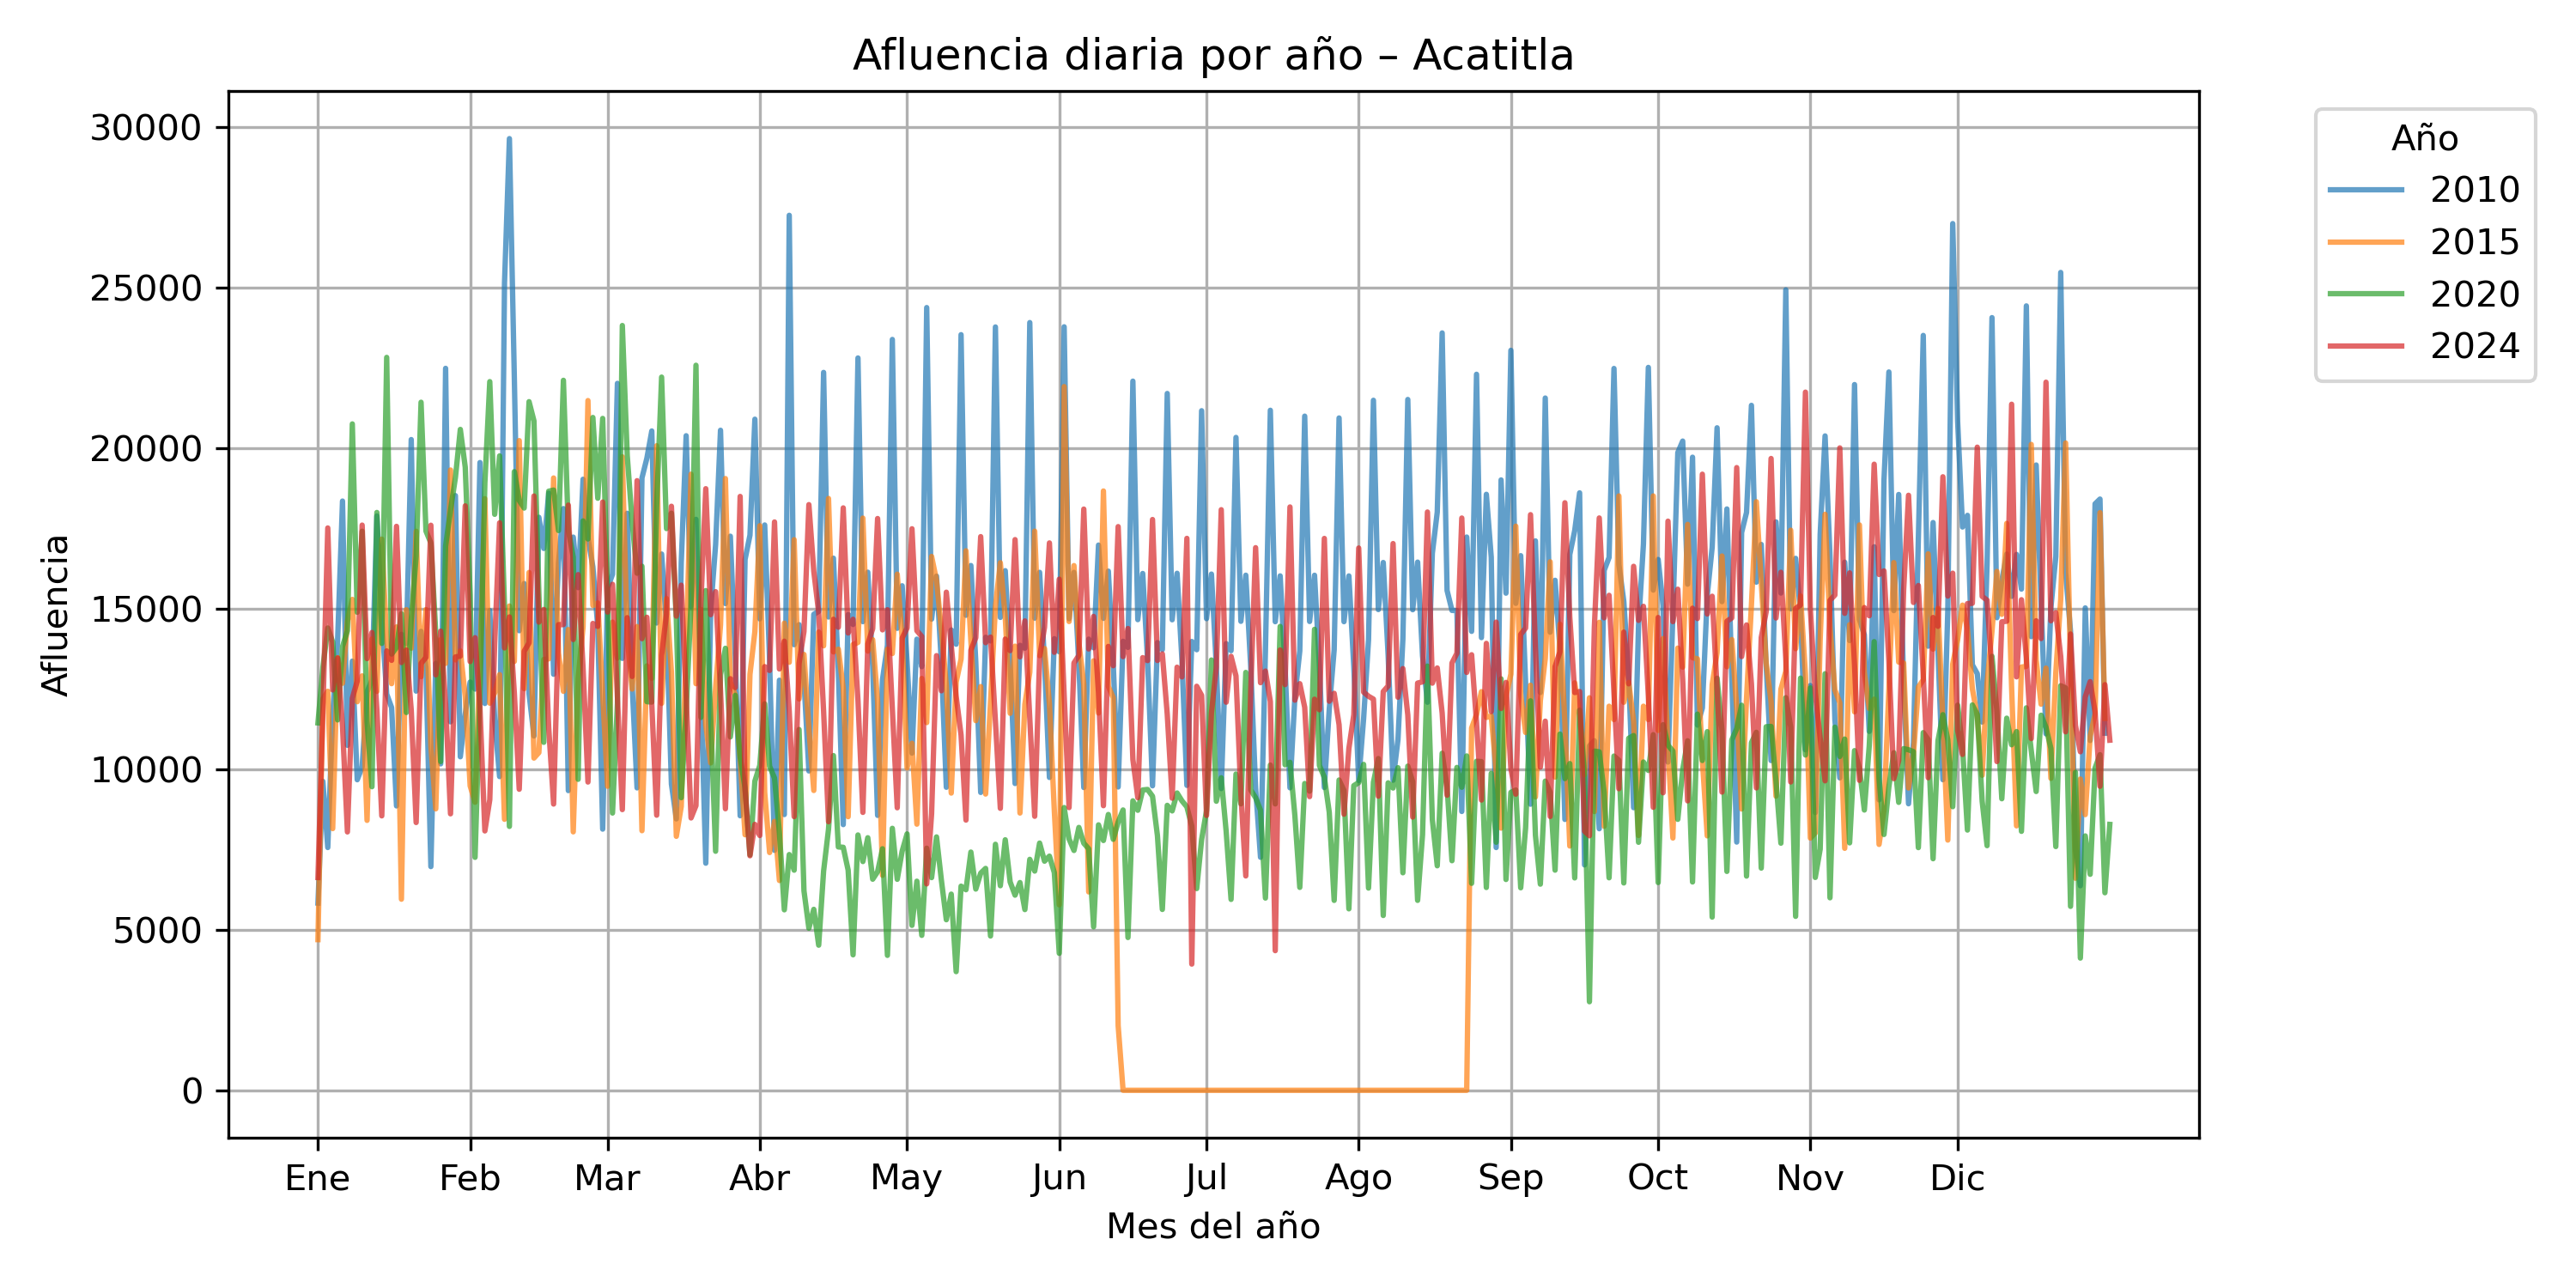 Afluencia diaria por año – Acatitla
Afluencia
30000
25000
20000
15000
10000
5000
0
Ene Feb Mar Abr May Jun Jul Ago Sep Oct Nov Dic
Mes del año
Año
2010
2015
2020
2024